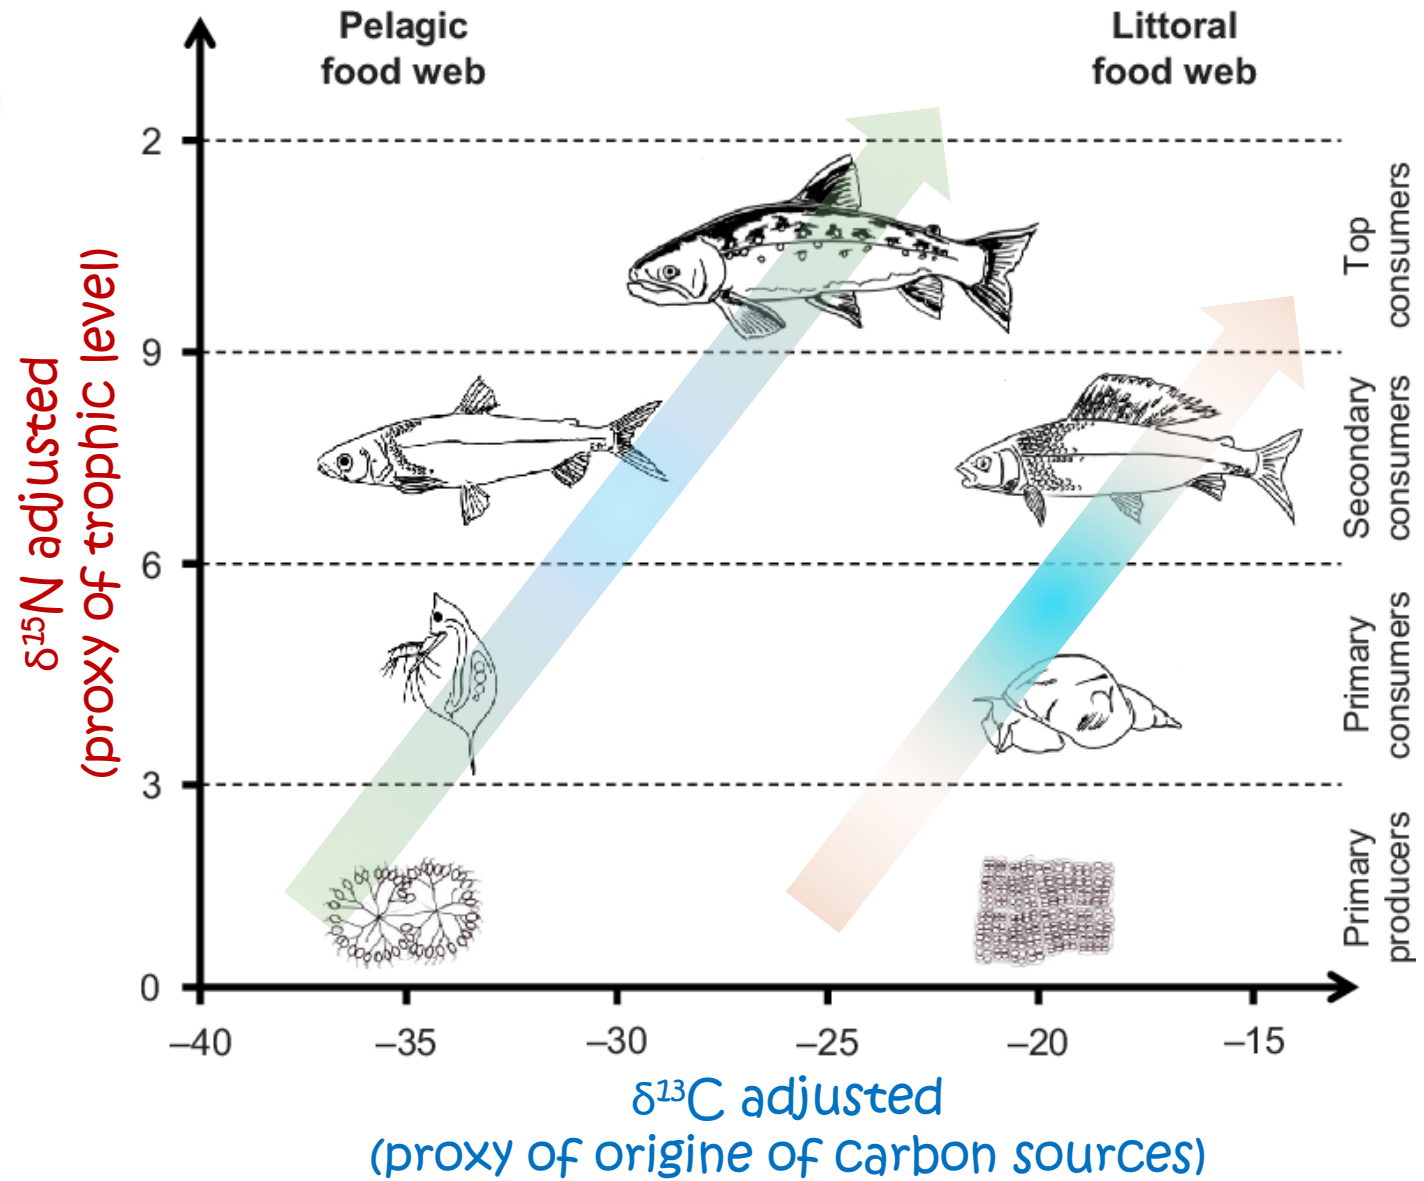 Pelagic
food web
Littoral
food web
2
9
6
3
0
Top
consumers
Secondary
consumers
Primary
consumers
Primary
producers
δ15N adjusted
(proxy of trophic level)
–40
–35
–30
–25
–20
–15
δ13C adjusted
(proxy of origine of carbon sources)